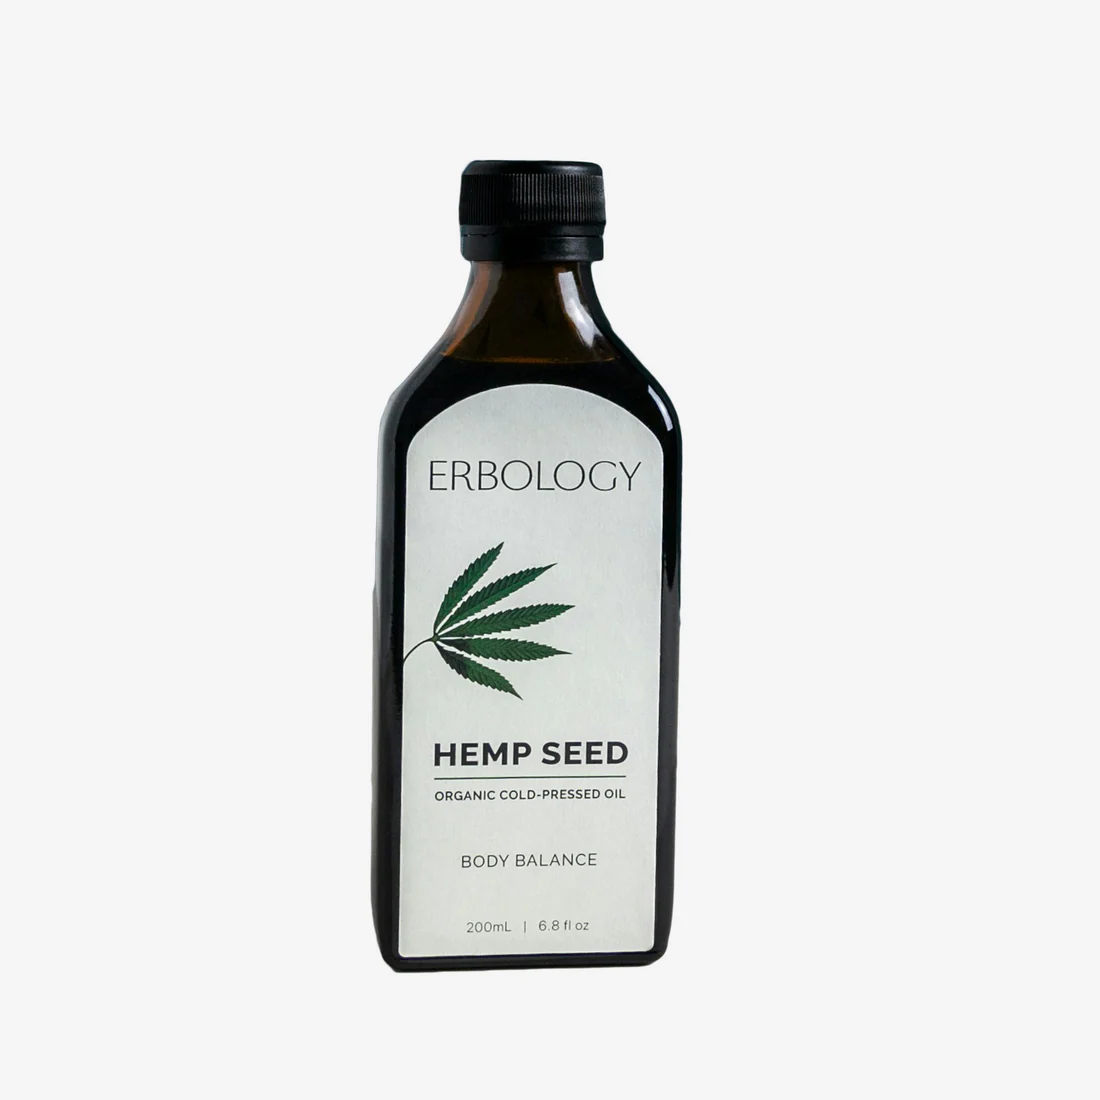 ERBOLOGY
HEMP SEED
ORGANIC COLD-PRESSED OIL
BODY BALANCE
200mL | 6.8 fl oz